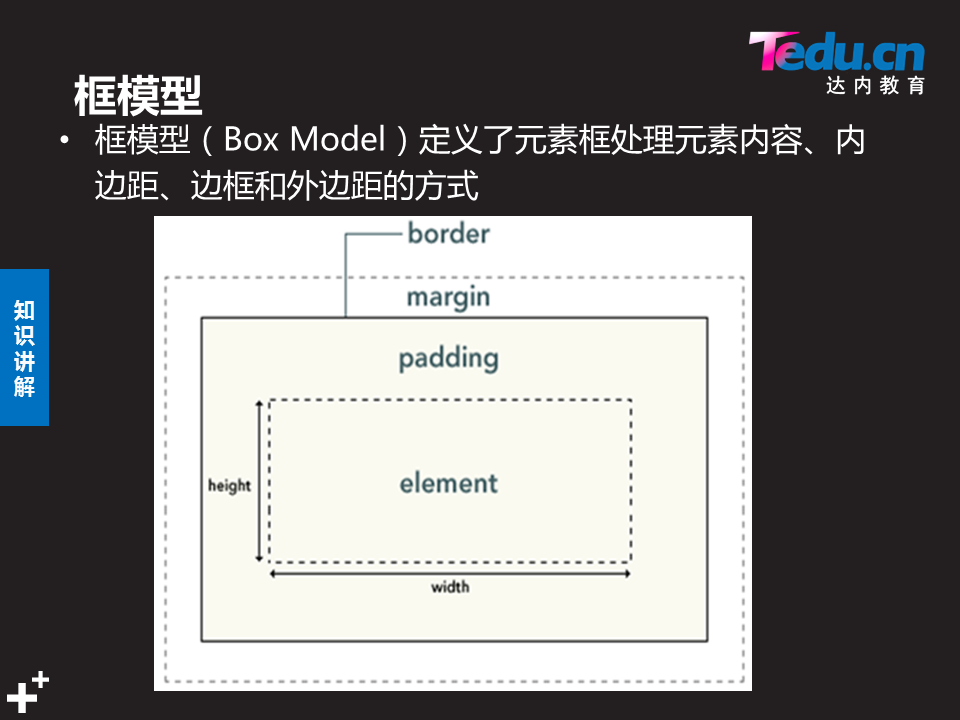 Tedu.cn
达内教育
框模型
• 框模型（Box Model）定义了元素框处理元素内容、内
边距、边框和外边距的方式
知识讲解
border
margin
padding
height
element
width